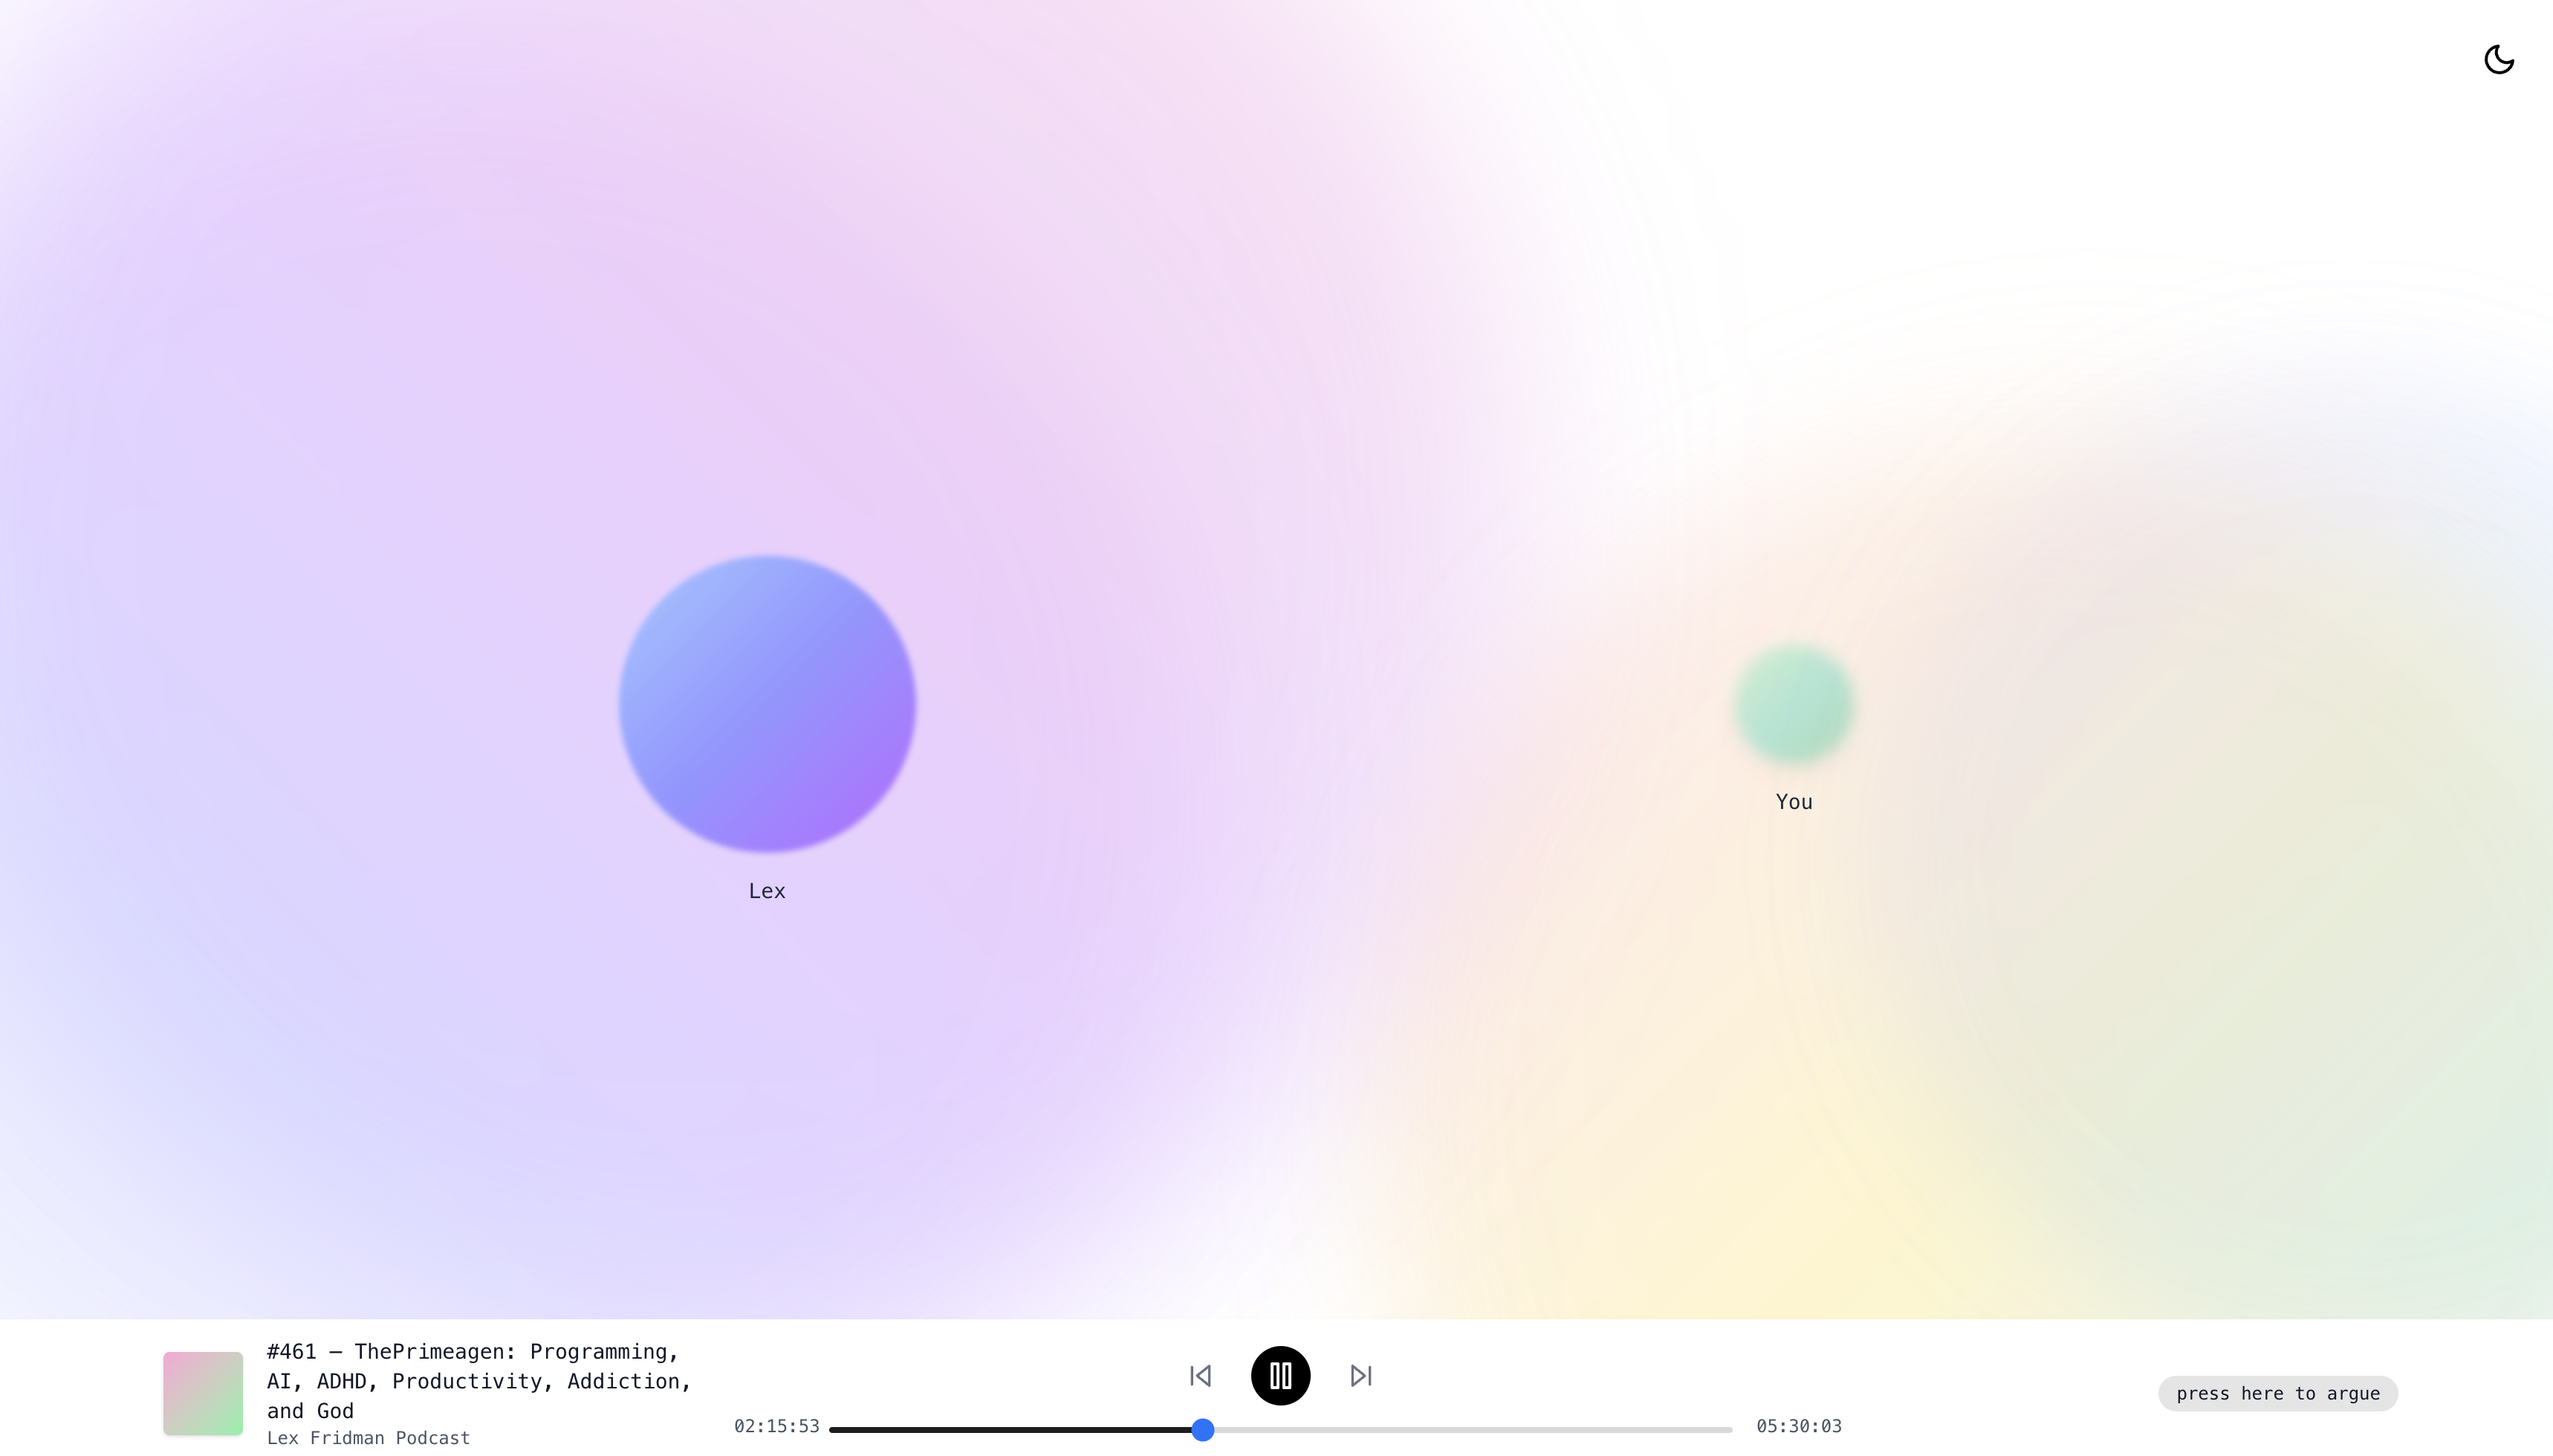 Lex
You
#461 – ThePrimeagen: Programming,
AI, ADHD, Productivity, Addiction,
and God
Lex Fridman Podcast
02:15:53
05:30:03
press here to argue